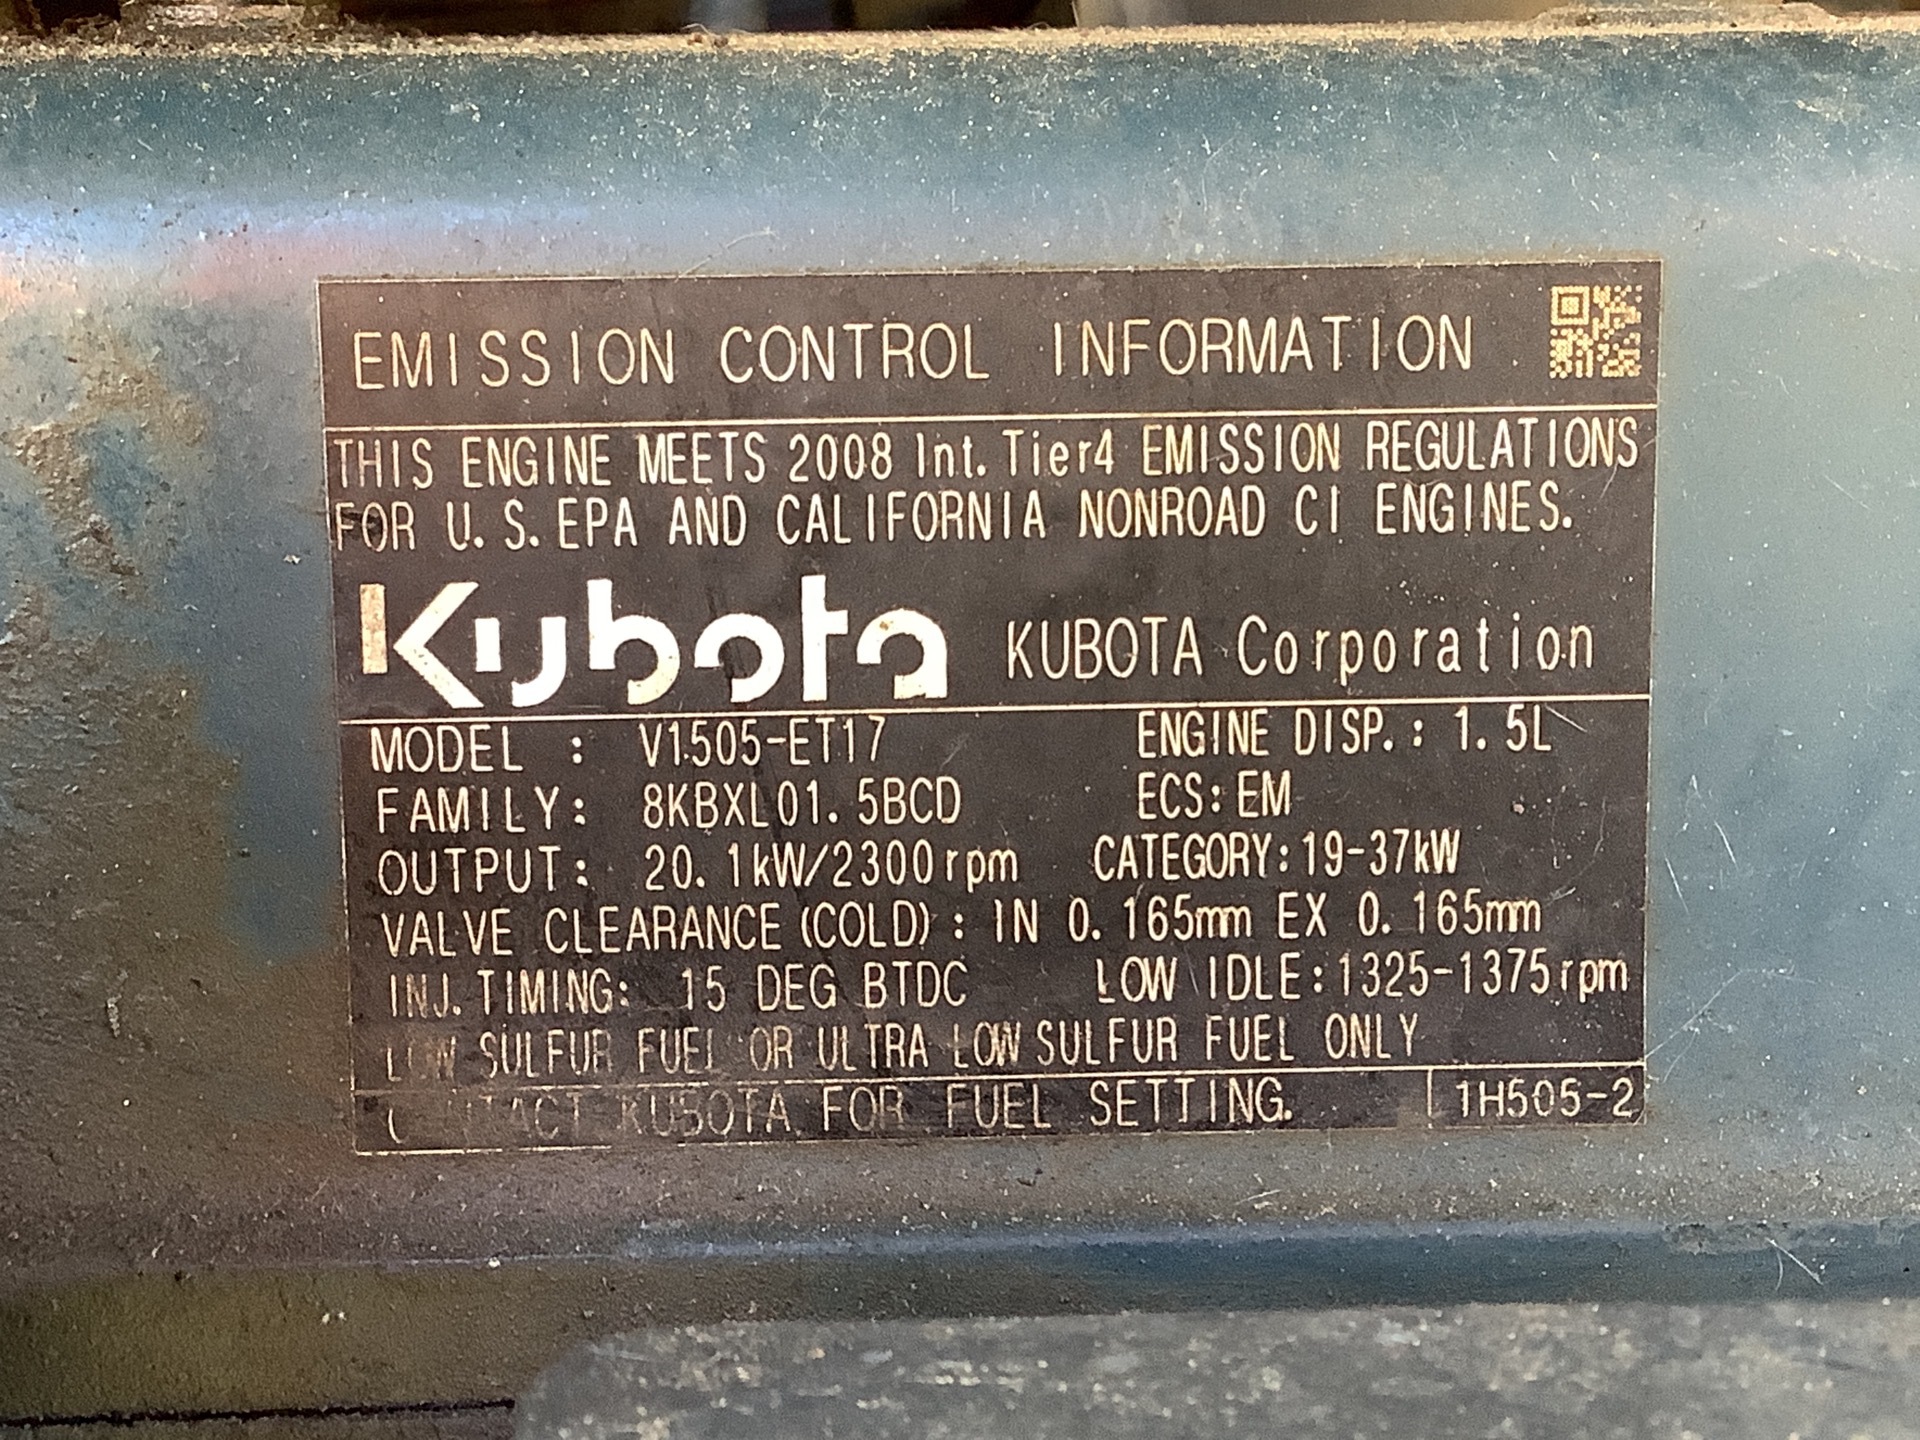 EMISSION CONTROL INFORMATION
THIS ENGINE MEETS 2008 Int. Tier4 EMISSION REGULATIONS
FOR U. S. EPA AND CALIFORNIA NONROAD CI ENGINES.
Kubota KUBOTA Corporation
MODEL : V1505-ET17 ENGINE DISP. : 1. 5L
FAMILY: 8KBXL01. 5BCD ECS: EM
OUTPUT: 20. 1kW/2300rpm CATEGORY: 19-37kW
VALVE CLEARANCE (COLD) : IN 0. 165mm EX 0. 165mm
INJ. TIMING: 15 DEG BTDC LOW IDLE: 1325-1375rpm
LOW SULFUR FUEL OR ULTRA LOW SULFUR FUEL ONLY
CONTACT KUBOTA FOR FUEL SETTING. 1H505-2